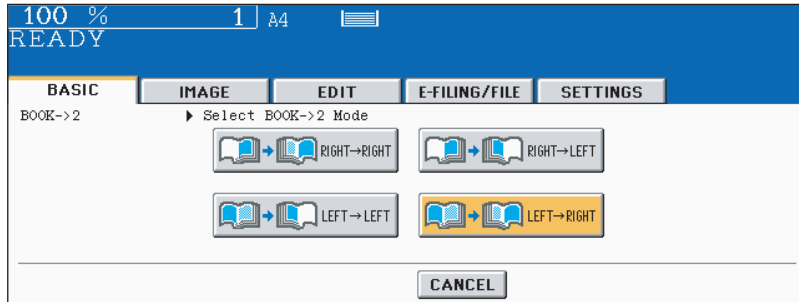 100 % 1 A4
READY
BASIC IMAGE EDIT E-FILING/FILE SETTINGS
BOOK->2 Select BOOK->2 Mode
RIGHT→RIGHT RIGHT→LEFT
LEFT→LEFT LEFT→RIGHT
CANCEL